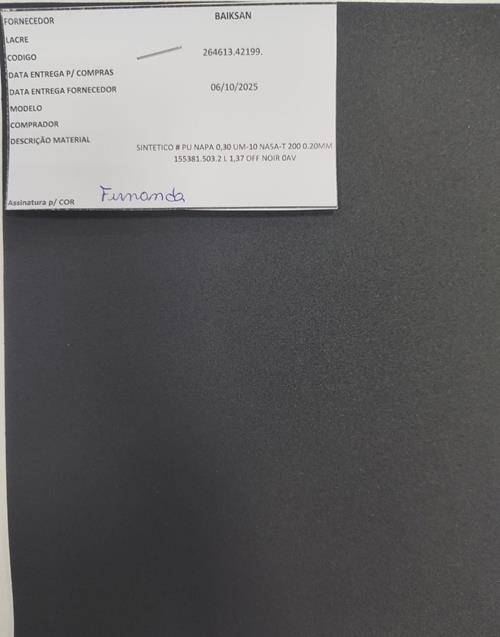 FORNECEDOR BAIKSAN
LACRE
CODIGO 264613.42199.
DATA ENTREGA P/ COMPRAS
DATA ENTREGA FORNECEDOR 06/10/2025
MODELO
COMPRADOR
DESCRIÇÃO MATERIAL
SINTETICO # PU NAPA 0,30 UM-10 NASA-T 200 0.20MM
155381.503.2 L 1,37 OFF NOIR 0AV
Assinatura p/ COR Fernanda